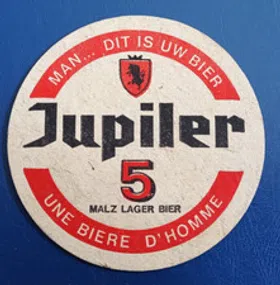 MAN... DIT IS UW BIER
Jupiler
5
MALZ LAGER BIER
UNE BIERE D'HOMME